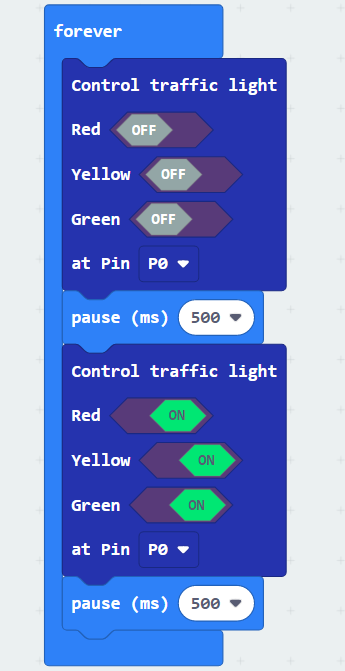 forever
Control traffic light
Red OFF
Yellow OFF
Green OFF
at Pin P0
pause (ms) 500
Control traffic light
Red ON
Yellow ON
Green ON
at Pin P0
pause (ms) 500